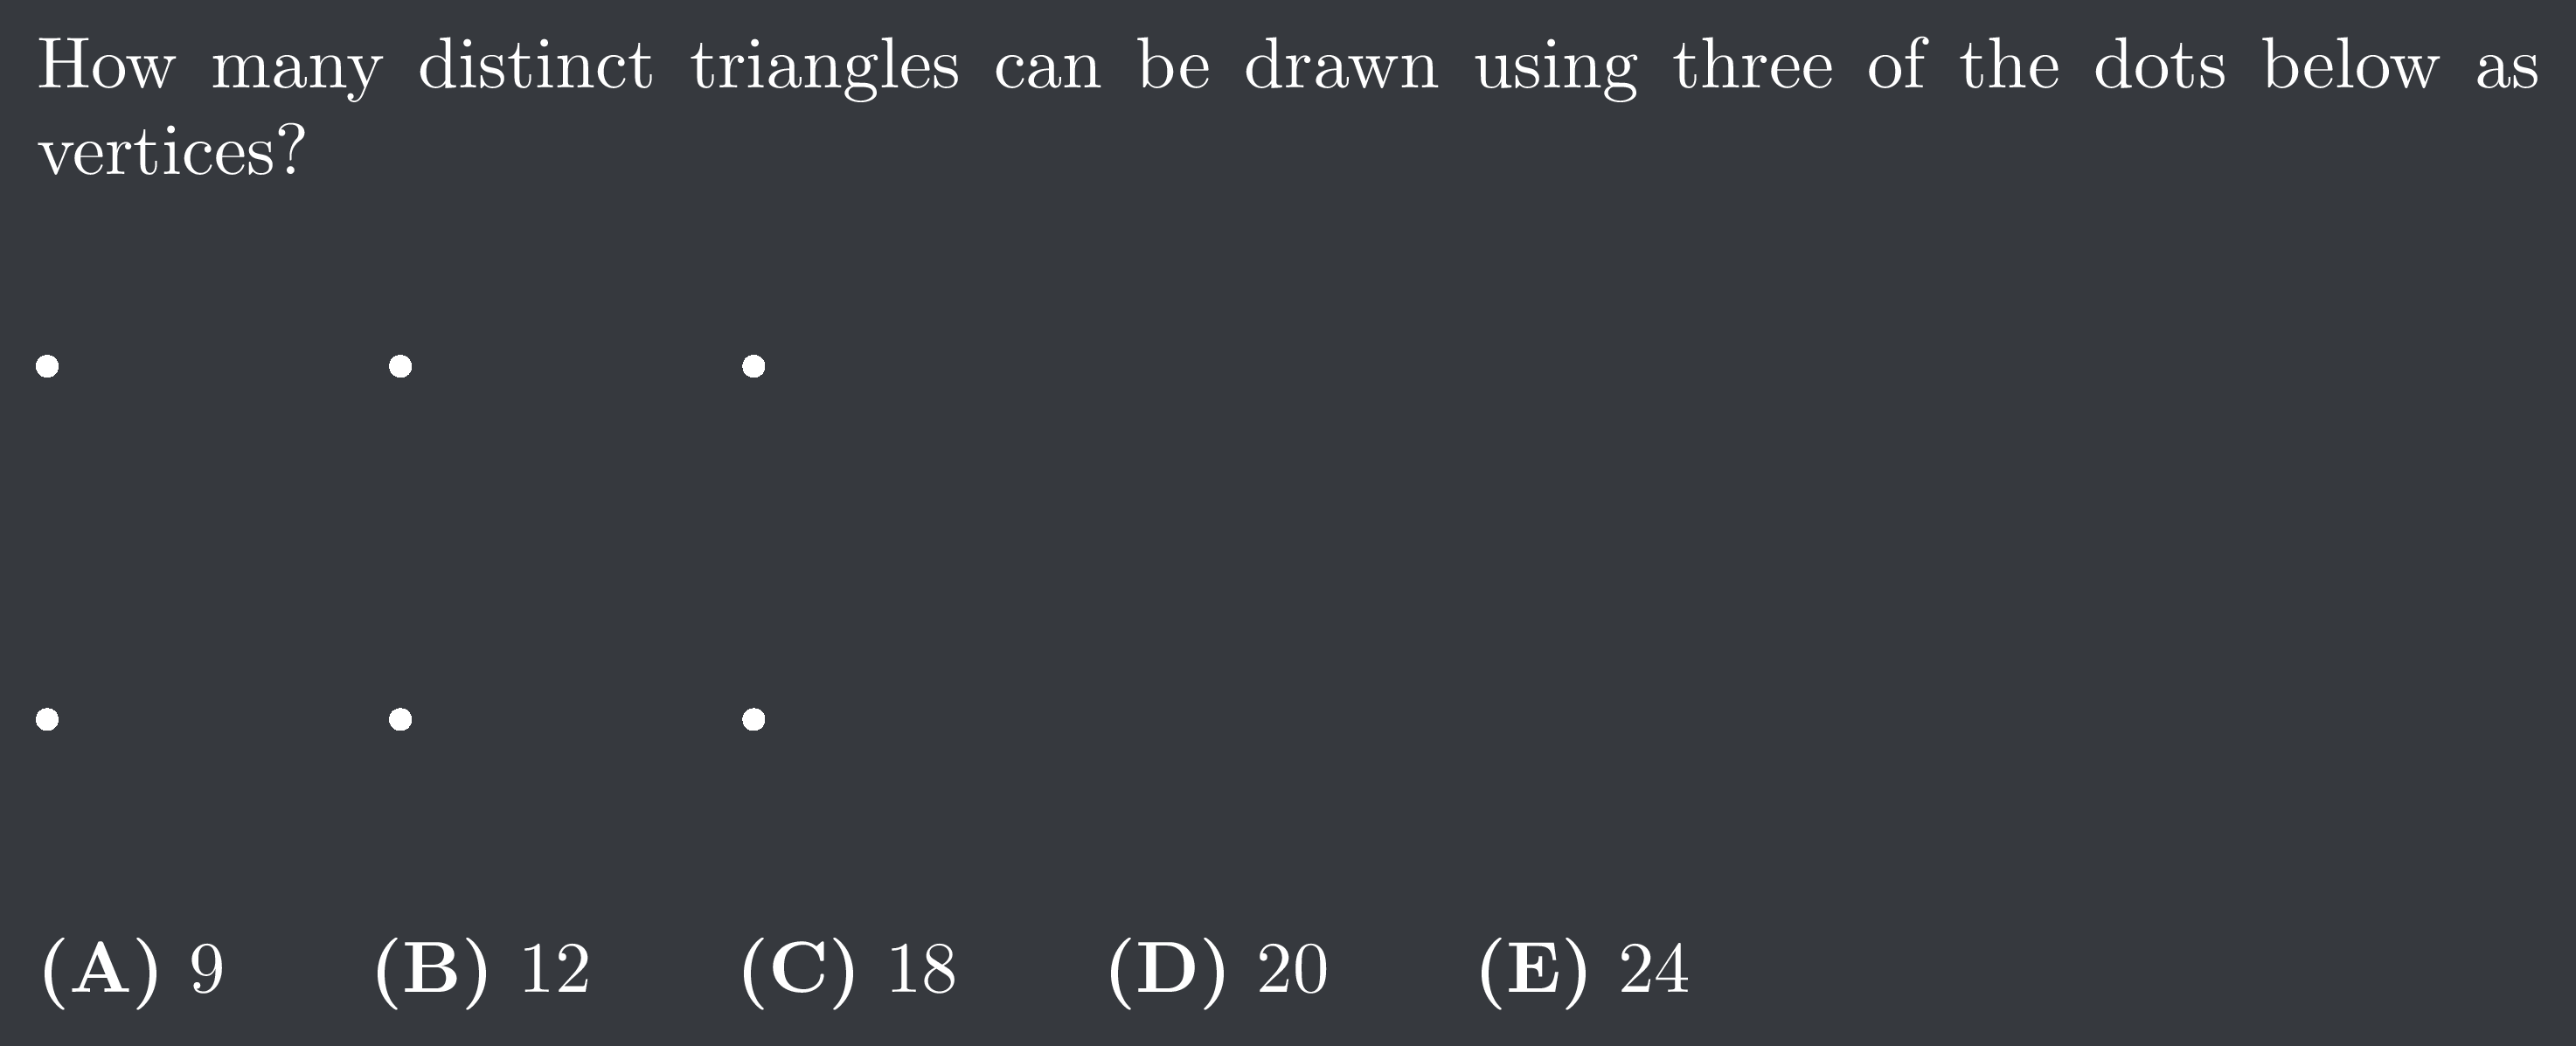 How many distinct triangles can be drawn using three of the dots below as
vertices?
(A) 9 (B) 12 (C) 18 (D) 20 (E) 24